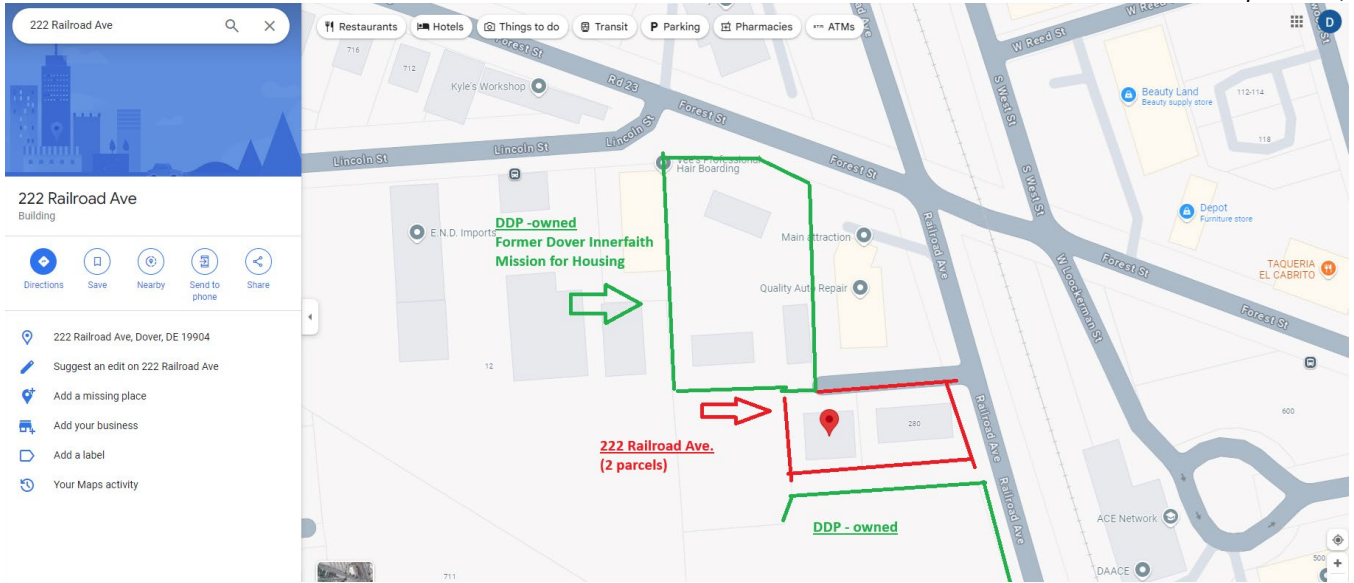 222 Railroad Ave
Restaurants
Hotels
Things to do
Transit
Parking
Pharmacies
ATMs
D
222 Railroad Ave
Building
Directions
Save
Nearby
Send to
phone
Share
222 Railroad Ave, Dover, DE 19904
Suggest an edit on 222 Railroad Ave
Add a missing place
Add your business
Add a label
Your Maps activity
716
712
Forest St
Rd 23
Kyle's Workshop
Forest St
Lincoln St
Lincoln St
Lincoln St
Vee's Professional
Hair Boarding
Forest St
W Reed St
S West St
Beauty Land
Beauty supply store
112-114
118
S West St
Depot
Furniture store
TAQUERIA
EL CABRITO
Forest St
Forest St
W Loockerman St
Railroad Ave
E.N.D. Imports
DDP -owned
Former Dover Innerfaith
Mission for Housing
Main attraction
Quality Auto Repair
12
222 Railroad Ave.
(2 parcels)
280
Railroad Ave
Railroad Ave
600
DDP - owned
ACE Network
DAACE
500
711